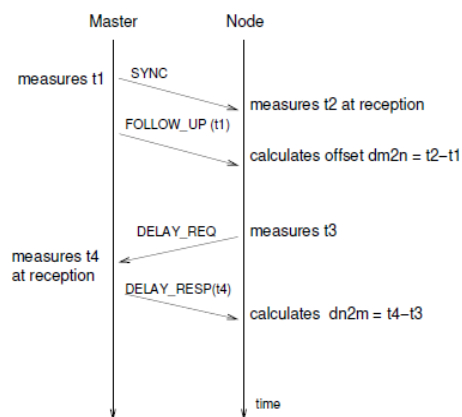 Master
Node
measures t1
SYNC
measures t2 at reception
FOLLOW_UP (t1)
calculates offset dm2n = t2−t1
DELAY_REQ
measures t3
measures t4
at reception
DELAY_RESP(t4)
calculates dn2m = t4−t3
time